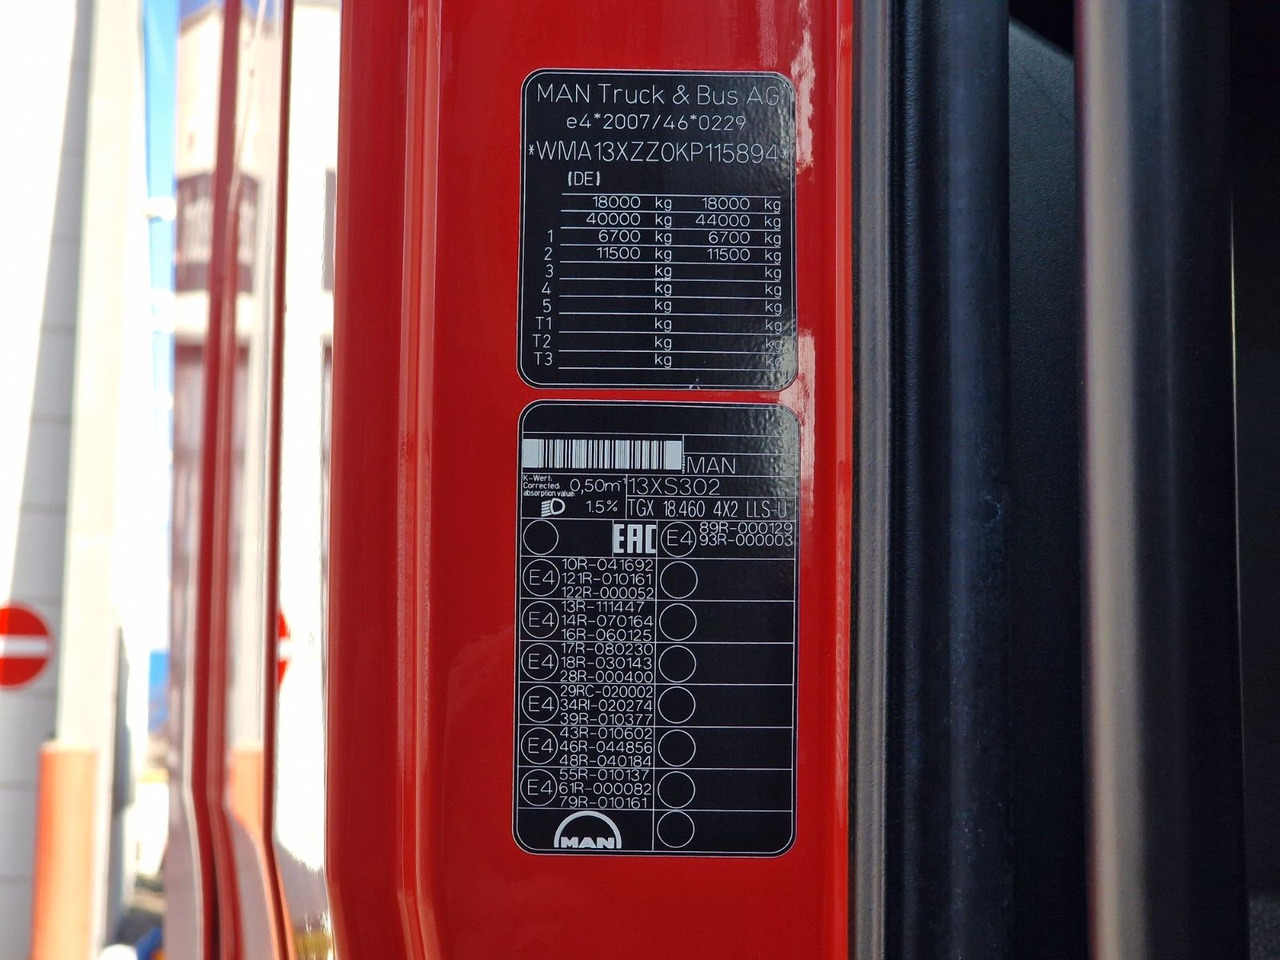 MAN Truck & Bus AG
e4*2007/46*0229
*WMA13XZZ0KP115894*
(DE)
18000 kg 18000 kg
40000 kg 44000 kg
1 6700 kg 6700 kg
2 11500 kg 11500 kg
3 kg kg
4 kg kg
5 kg kg
T1 kg kg
T2 kg kg
T3 kg kg
MAN
K-Wert:
Corrected
absorption value:
0,50m⁻¹
13XS302
1.5%
TGX 18.460 4X2 LLS-U
EAC
E4 89R-000129
93R-000003
E4 10R-041692
121R-010161
122R-000052
E4 13R-111447
14R-070164
16R-060125
E4 17R-080230
18R-030143
28R-000400
E4 29RC-020002
34RI-020274
39R-010377
E4 43R-010602
46R-044856
48R-040184
E4 55R-010137
61R-000082
79R-010161
MAN